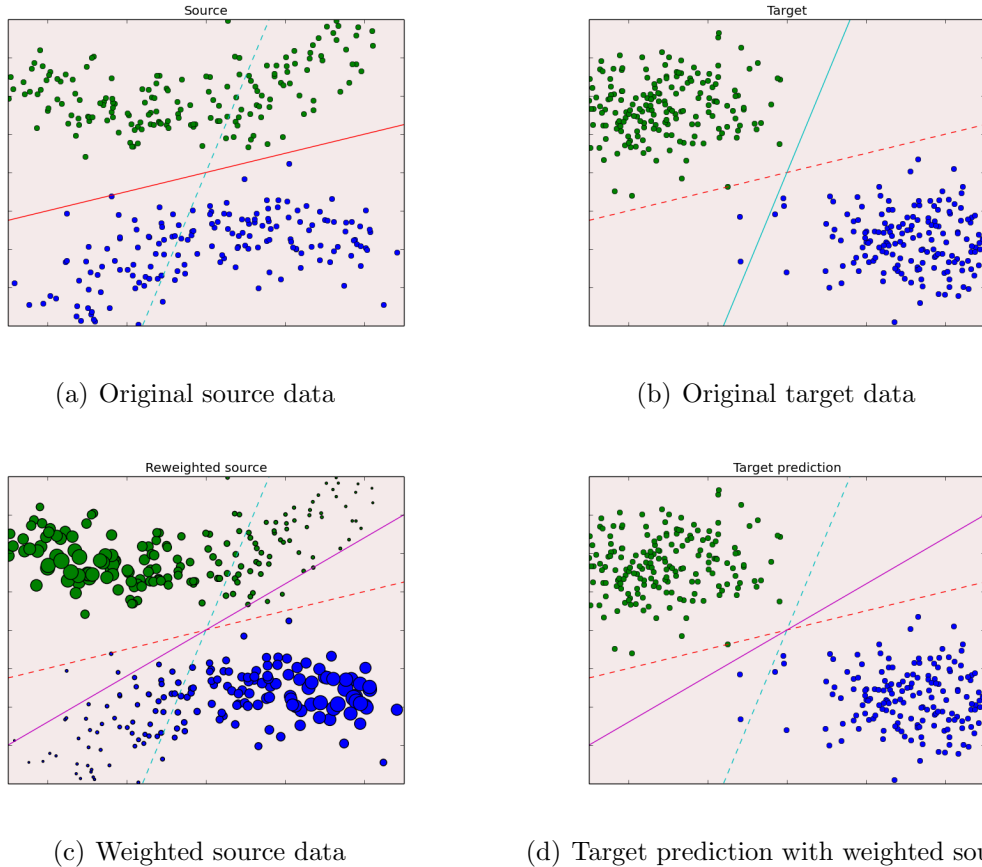 Source
Target
(a) Original source data
(b) Original target data
Reweighted source
Target prediction
(c) Weighted source data
(d) Target prediction with weighted